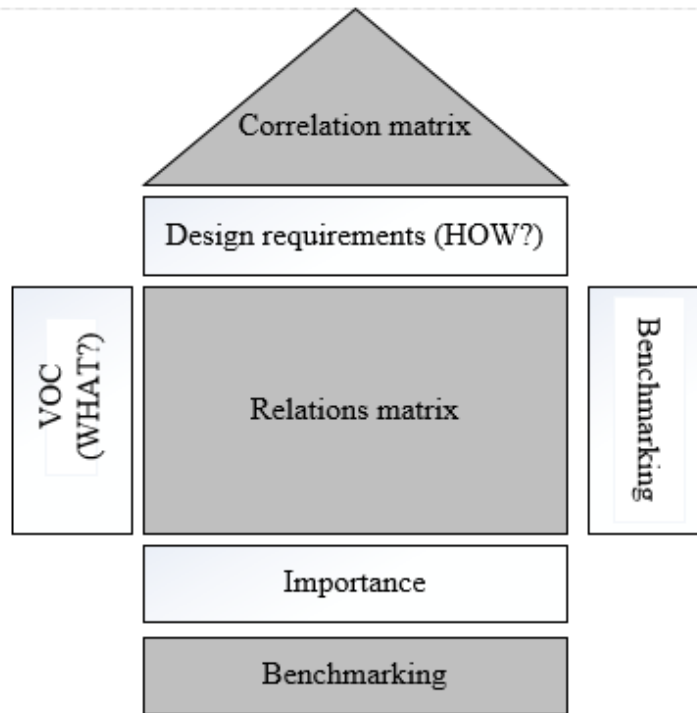 Correlation matrix
Design requirements (HOW?)
VOC
(WHAT?)
Relations matrix
Benchmarking
Importance
Benchmarking